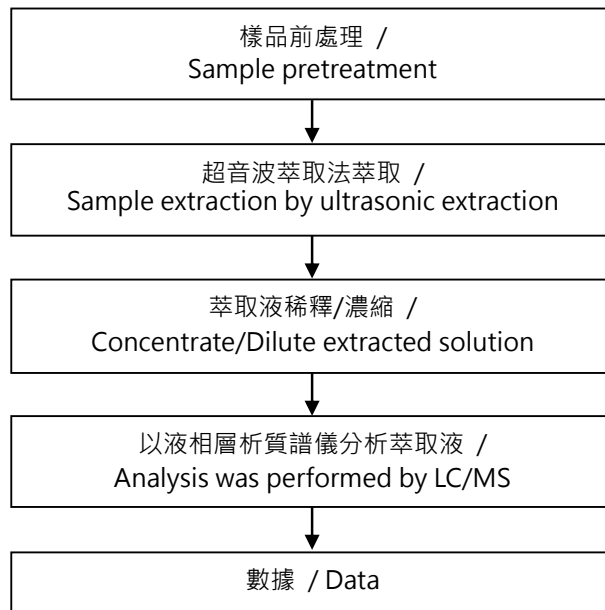 樣品前處理 /
Sample pretreatment
超音波萃取法萃取 /
Sample extraction by ultrasonic extraction
萃取液稀釋/濃縮 /
Concentrate/Dilute extracted solution
以液相層析質譜儀分析萃取液 /
Analysis was performed by LC/MS
數據 / Data